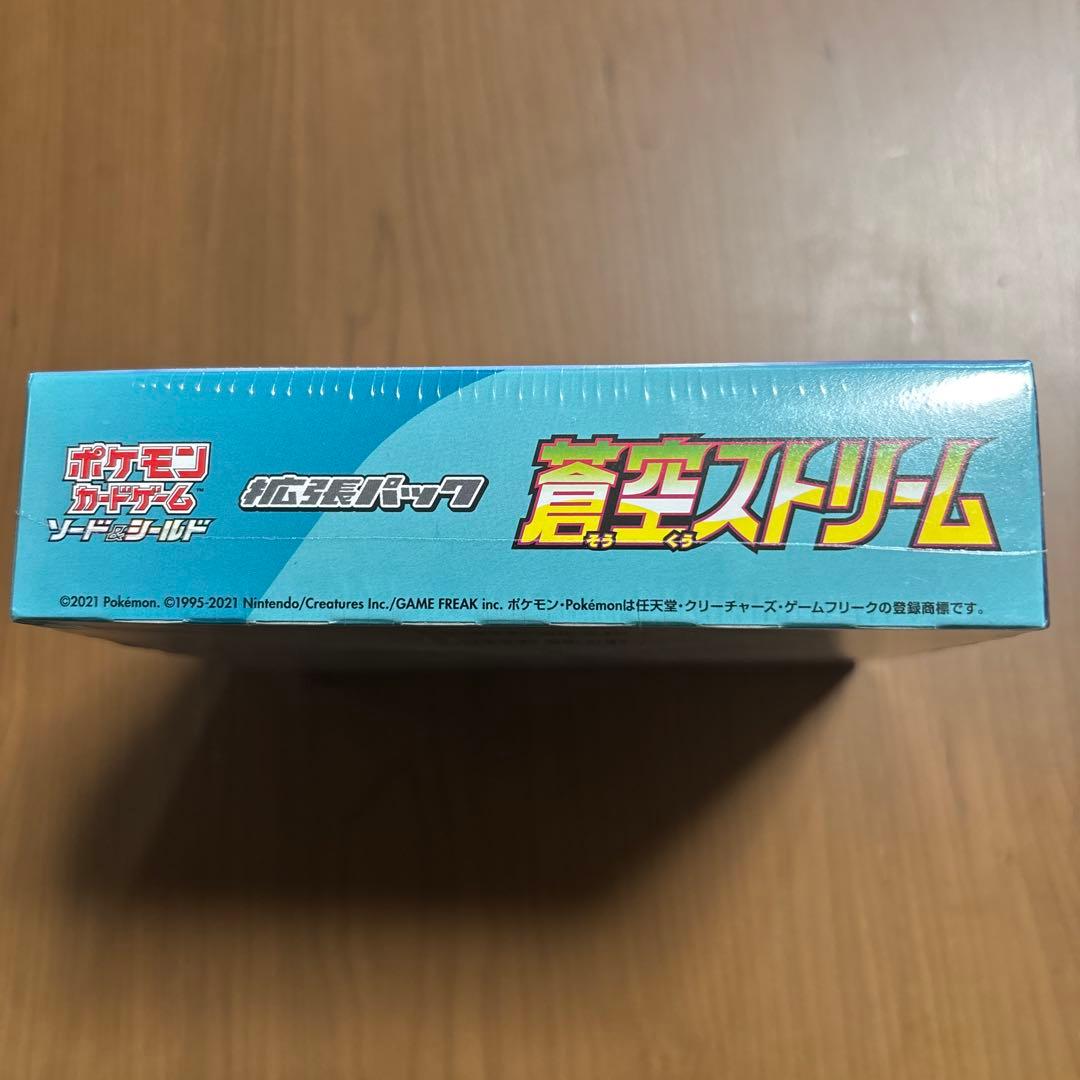 ポケモン
カードゲーム™
ソード&シールド
拡張パック
蒼空ストリーム
そうくう
©2021 Pokémon. ©1995-2021 Nintendo/Creatures Inc./GAME FREAK inc. ポケモン・Pokémonは任天堂・クリーチャーズ・ゲームフリークの登録商標です。